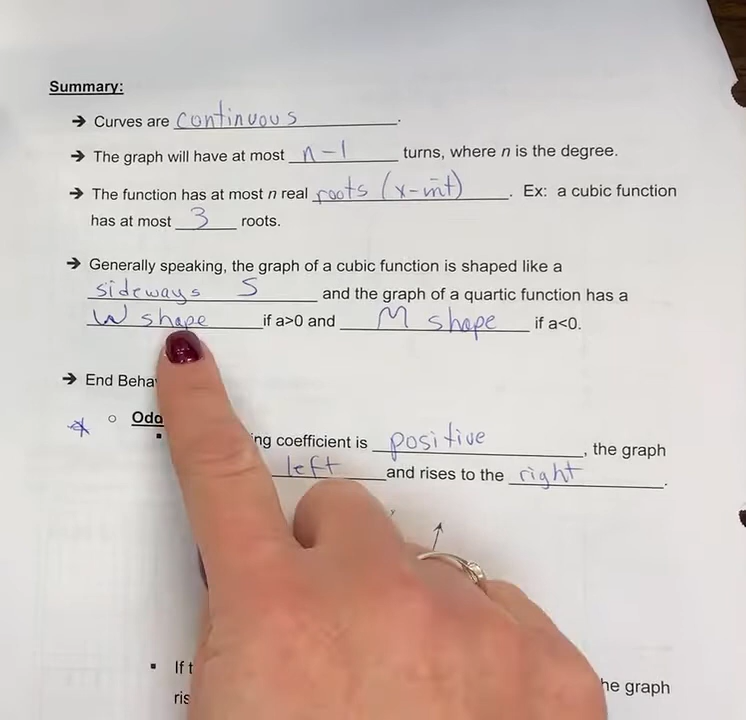 Summary:
→ Curves are continuous.
→ The graph will have at most n-1 turns, where n is the degree.
→ The function has at most n real roots (x-int). Ex: a cubic function
has at most 3 roots.
→ Generally speaking, the graph of a cubic function is shaped like a
sideways S and the graph of a quartic function has a
W shape if a>0 and M shape if a<0.
→ End Beha
○ Odd
ng coefficient is positive, the graph
left and rises to the right.
y
▪ If t he graph
ris